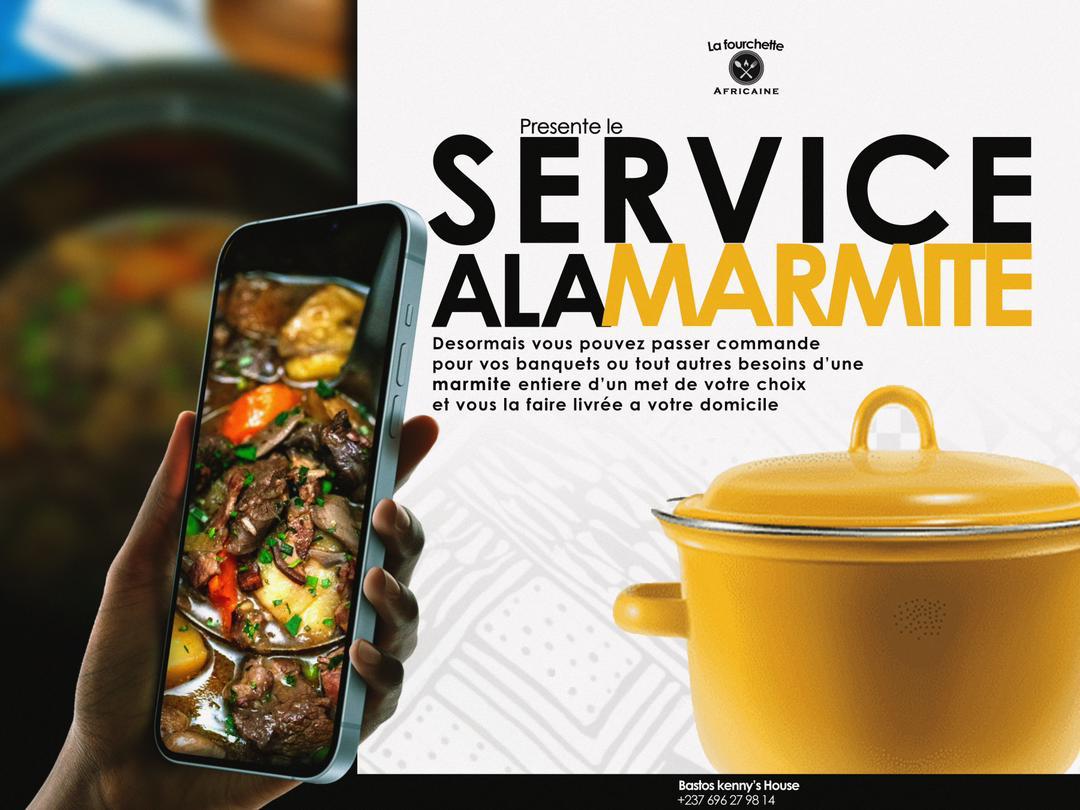 La fourchette
AFRICAINE
Presente le
SERVICE
ALAMARMITE
Desormais vous pouvez passer commande
pour vos banquets ou tout autres besoins d'une
marmite entiere d'un met de votre choix
et vous la faire livrée a votre domicile
Bastos kenny's House
+237 696 27 98 14